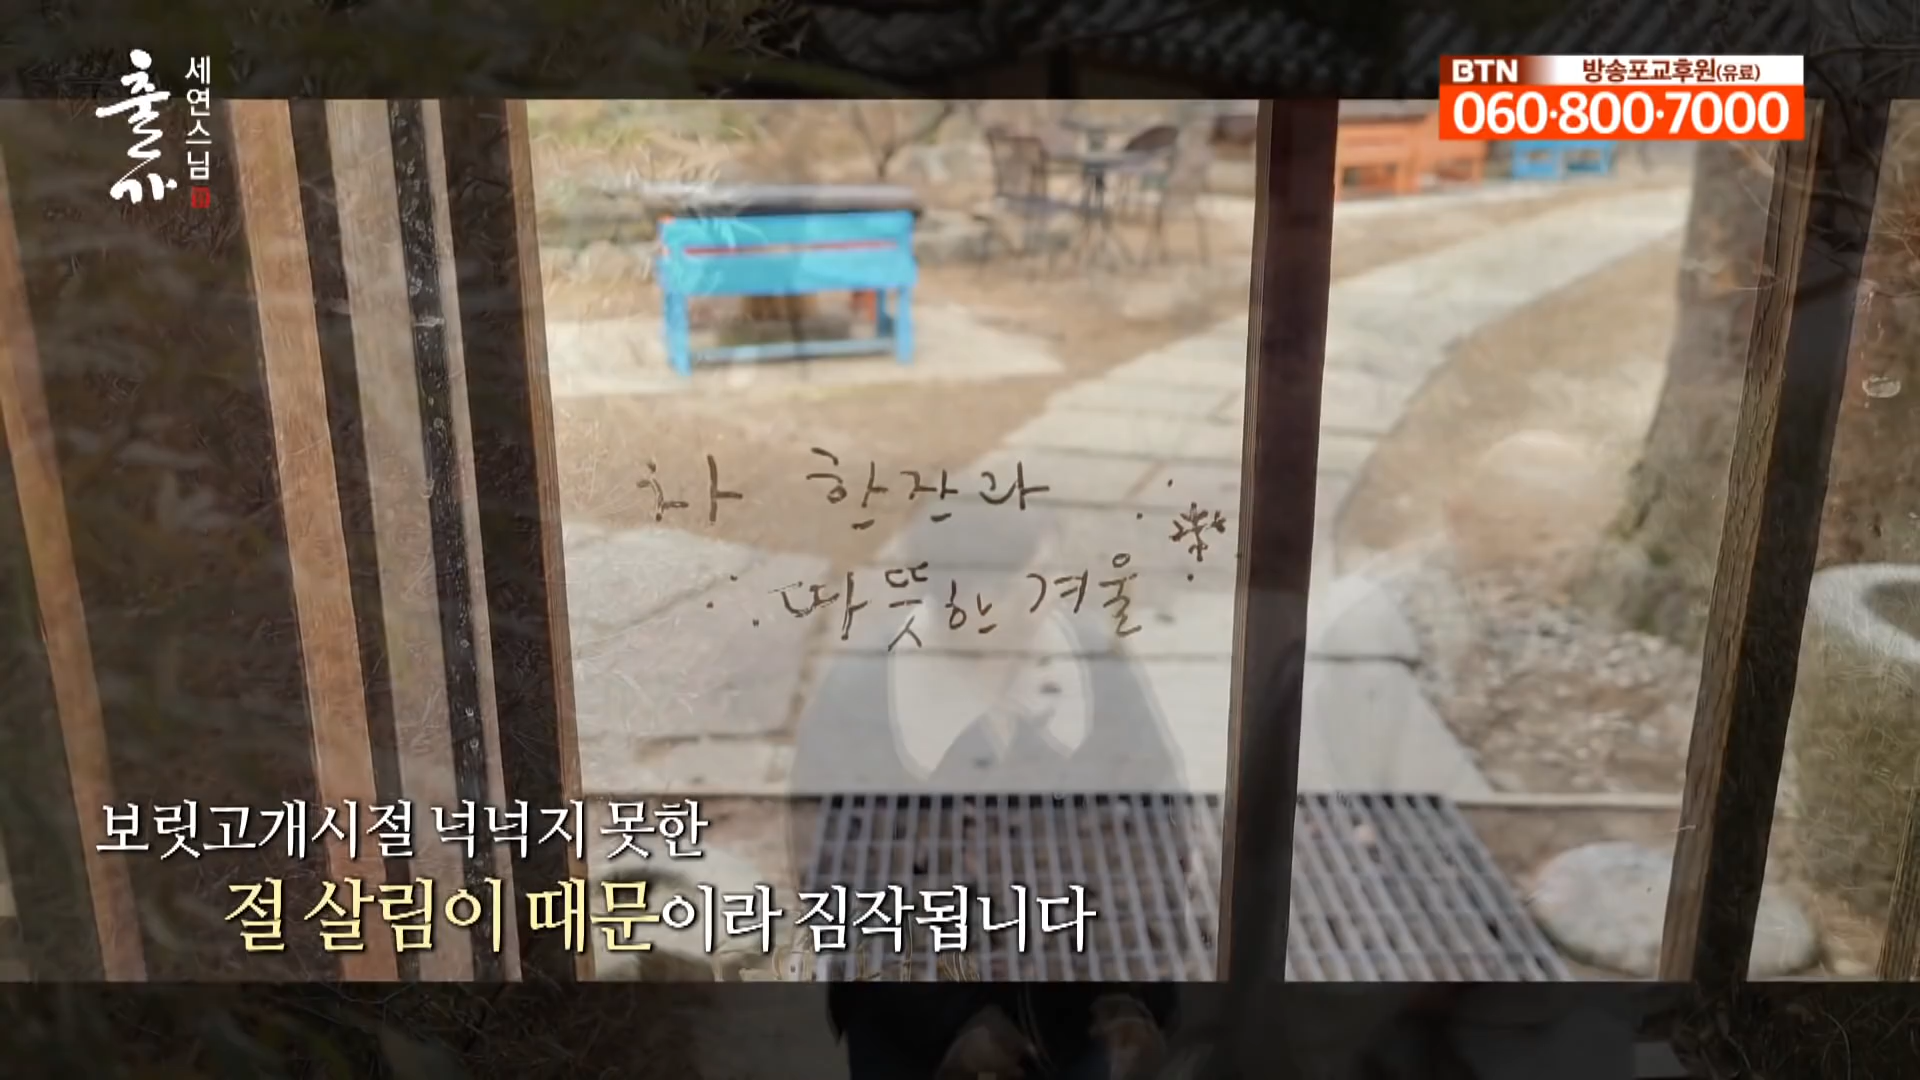 출가
세연스님
BTN 방송포교후원(유료)
060·800·7000
차 한잔과
따뜻한 겨울
보릿고개시절 넉넉지 못한
절 살림이 때문이라 짐작됩니다